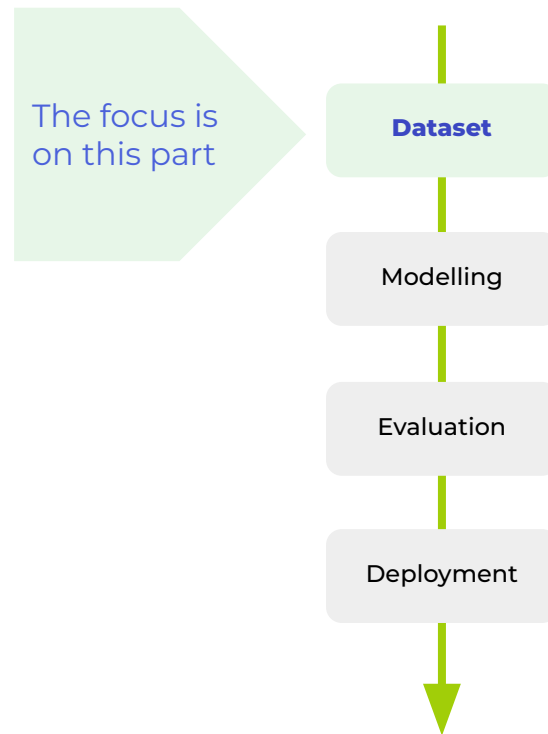 The focus is
on this part
Dataset
Modelling
Evaluation
Deployment